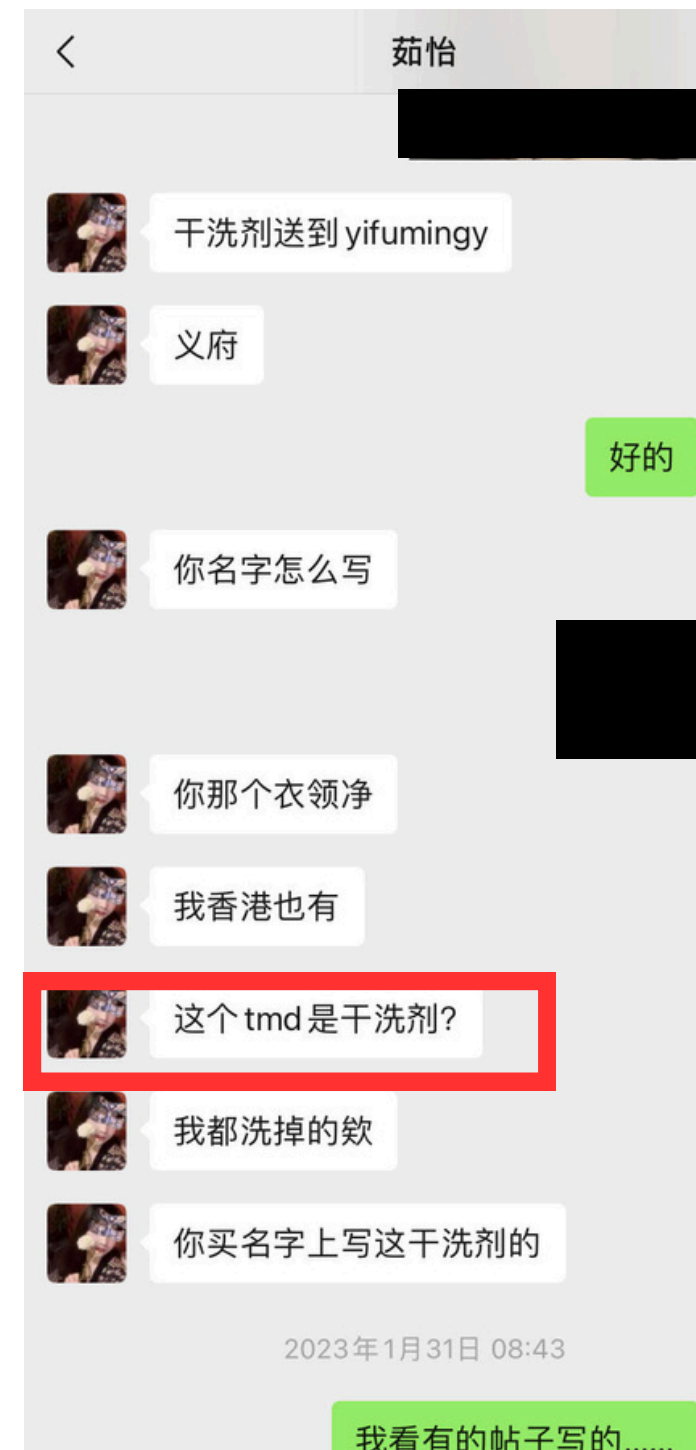 茹怡
干洗剂送到 yifumingy
义府
好的
你名字怎么写
你那个衣领净
我香港也有
这个 tmd 是干洗剂?
我都洗掉的欸
你买名字上写这干洗剂的
2023年1月31日 08:43
我看有的帖子写的......